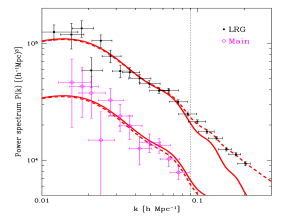 10⁵
10⁴
Power spectrum P(k) [(h⁻¹Mpc)³]
LRG
Main
0.01
0.1
k [h Mpc⁻¹]